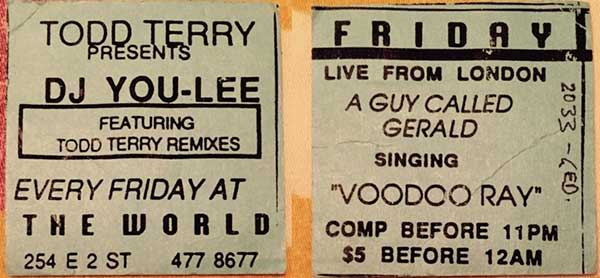 TODD TERRY
PRESENTS
DJ YOU-LEE
FEATURING
TODD TERRY REMIXES
EVERY FRIDAY AT
THE WORLD
254 E 2 ST 477 8677
FRIDAY
LIVE FROM LONDON
A GUY CALLED
GERALD
SINGING
"VOODOO RAY"
COMP BEFORE 11PM
$5 BEFORE 12AM